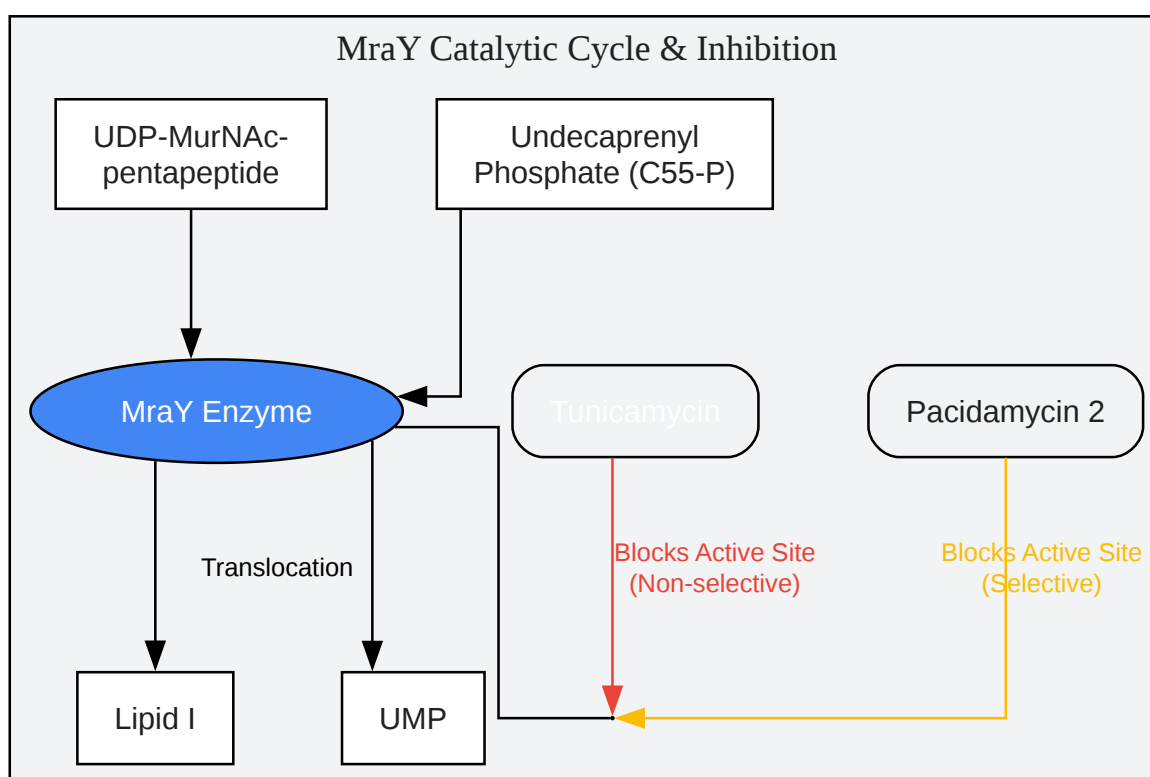 MraY Catalytic Cycle & Inhibition
UDP-MurNAc-
pentapeptide
Undecaprenyl
Phosphate (C55-P)
MraY Enzyme
Tunicamycin
Pacidamycin 2
Translocation
Blocks Active Site
(Non-selective)
Blocks Active Site
(Selective)
Lipid I
UMP